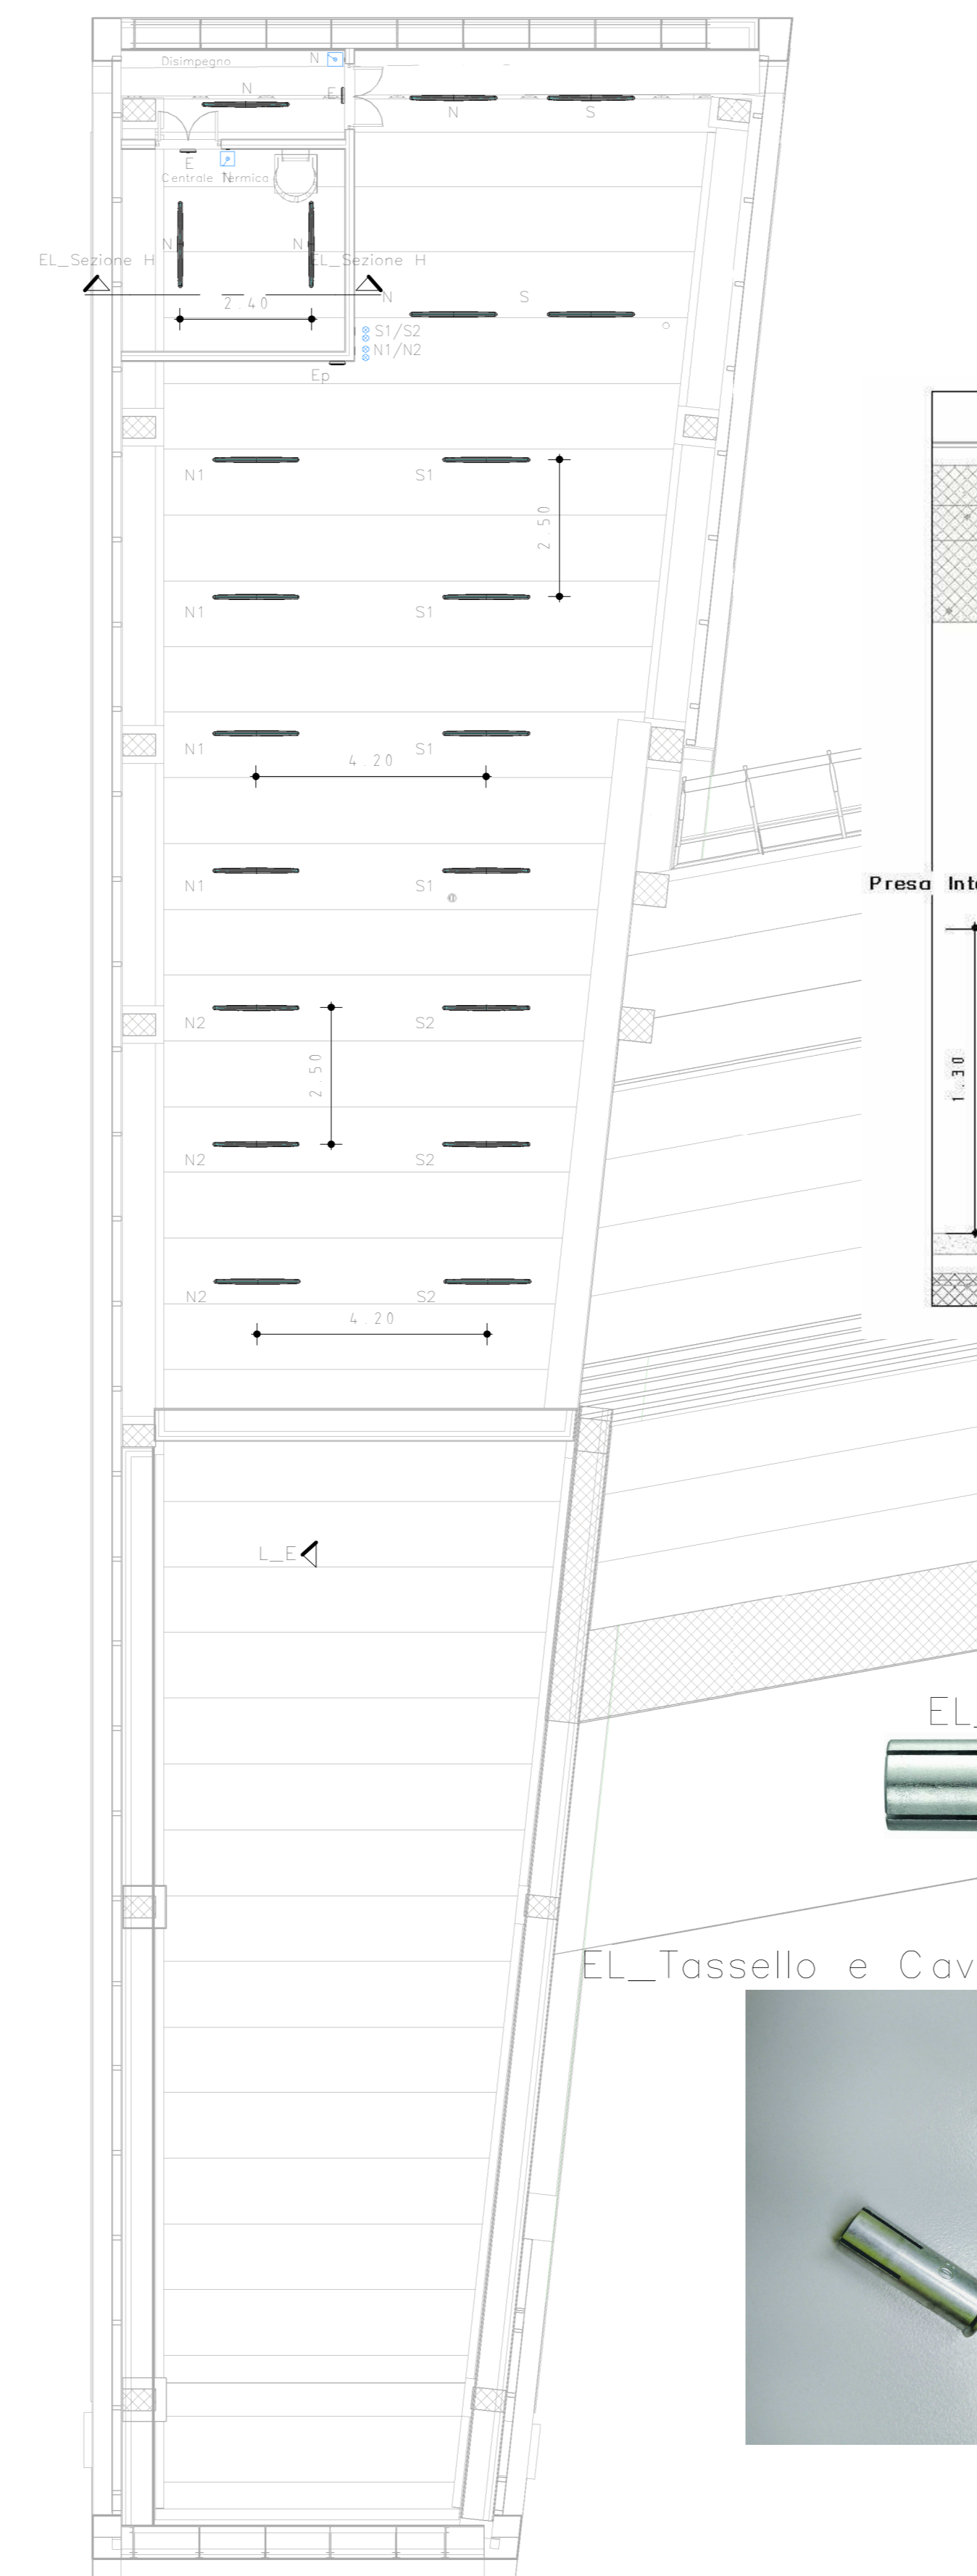 Disimpegno
N
N
E
N
S
E
N
Centrale Termica
N
N
EL_Sezione H
EL_Sezione H
N
S
2.40
S1/S2
N1/N2
Ep
N1
S1
2.50
N1
S1
N1
S1
4.20
N1
S1
Presa Inte
N2
S2
2.50
1.30
N2
S2
N2
S2
4.20
L_E
EL_
EL_Tassello e Cav